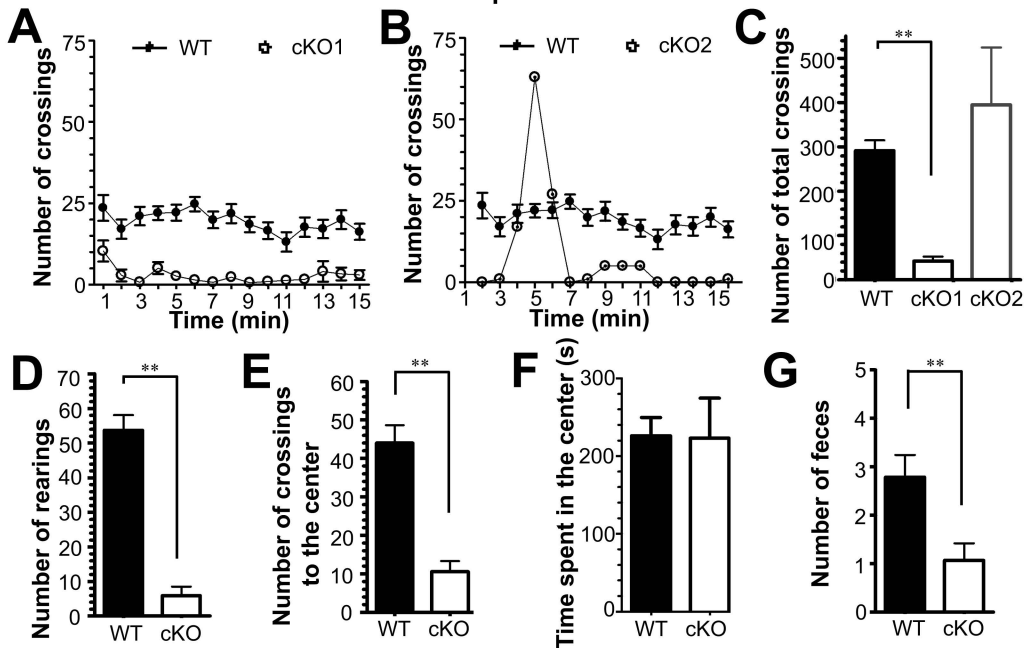 A
Number of crossings
75
50
25
0
WT
cKO1
1 3 5 7 9 11 13 15
Time (min)
B
Number of crossings
75
50
25
0
WT
cKO2
1 3 5 7 9 11 13 15
Time (min)
C
Number of total crossings
500
400
300
200
100
0
**
WT cKO1 cKO2
D
Number of rearings
70
60
50
40
30
20
10
0
**
WT cKO
E
Number of crossings
to the center
60
50
40
30
20
10
0
**
WT cKO
F
Time spent in the center (s)
300
200
100
0
WT cKO
G
Number of feces
5
4
3
2
1
0
**
WT cKO